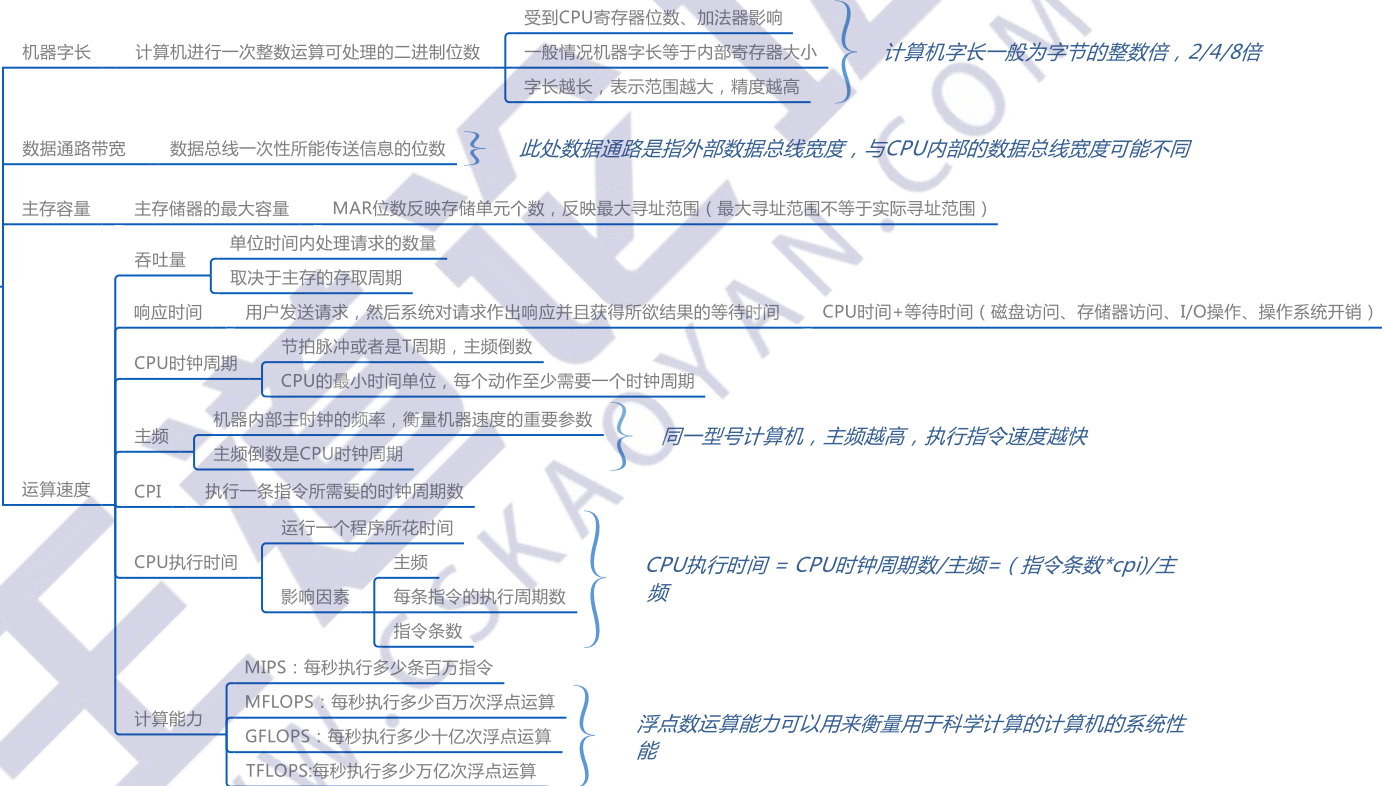 受到CPU寄存器位数、加法器影响
机器字长
计算机进行一次整数运算可处理的二进制位数
一般情况机器字长等于内部寄存器大小
计算机字长一般为字节的整数倍，2/4/8倍
字长越长，表示范围越大，精度越高
数据通路带宽
数据总线一次性所能传送信息的位数
此处数据通路是指外部数据总线宽度，与CPU内部的数据总线宽度可能不同
主存容量
主存储器的最大容量
MAR位数反映存储单元个数，反映最大寻址范围（最大寻址范围不等于实际寻址范围）
运算速度
吞吐量
单位时间内处理请求的数量
取决于主存的存取周期
响应时间
用户发送请求，然后系统对请求作出响应并且获得所欲结果的等待时间
CPU时间+等待时间（磁盘访问、存储器访问、I/O操作、操作系统开销）
CPU时钟周期
节拍脉冲或者是T周期，主频倒数
CPU的最小时间单位，每个动作至少需要一个时钟周期
主频
机器内部主时钟的频率，衡量机器速度的重要参数
主频倒数是CPU时钟周期
同一型号计算机，主频越高，执行指令速度越快
CPI
执行一条指令所需要的时钟周期数
CPU执行时间
运行一个程序所花时间
影响因素
主频
每条指令的执行周期数
指令条数
CPU执行时间 = CPU时钟周期数/主频=（指令条数*cpi)/主
频
计算能力
MIPS：每秒执行多少条百万指令
MFLOPS：每秒执行多少百万次浮点运算
GFLOPS：每秒执行多少十亿次浮点运算
TFLOPS:每秒执行多少万亿次浮点运算
浮点数运算能力可以用来衡量用于科学计算的计算机的系统性
能
王道论坛
WWW.CSKAOYAN.COM